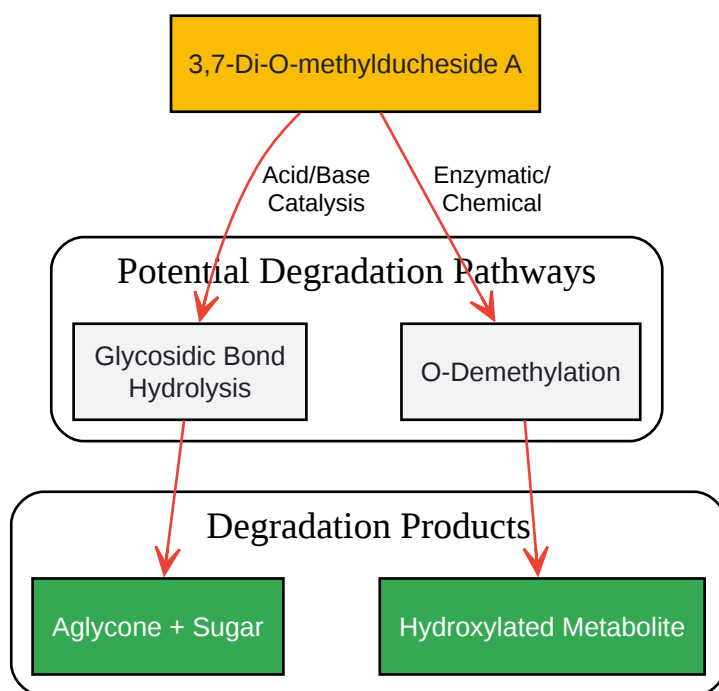 3,7-Di-O-methylducheside A
Acid/Base
Catalysis
Enzymatic/
Chemical
Potential Degradation Pathways
Glycosidic Bond
Hydrolysis
O-Demethylation
Degradation Products
Aglycone + Sugar
Hydroxylated Metabolite